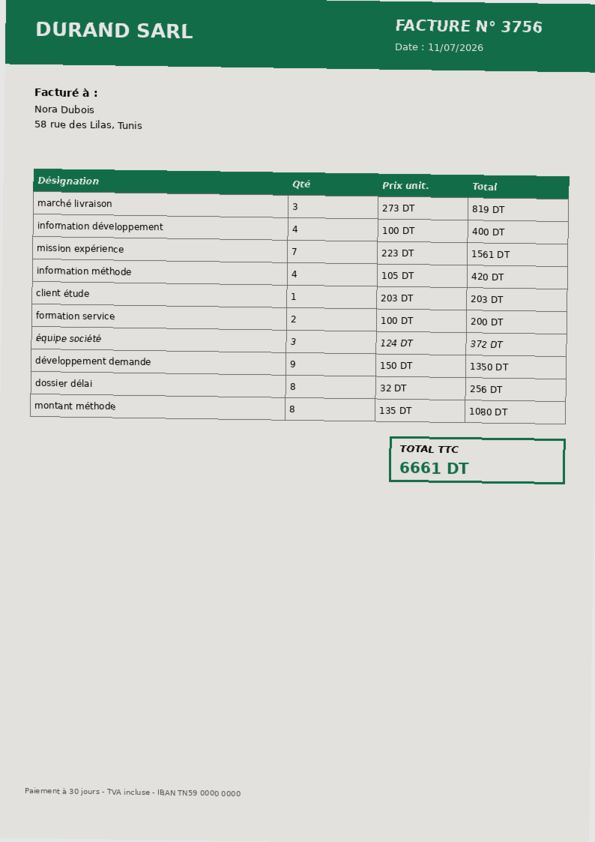 DURAND SARL
FACTURE N° 3756
Date : 11/07/2026
Facturé à :
Nora Dubois
58 rue des Lilas, Tunis
Désignation Qté Prix unit. Total
marché livraison 3 273 DT 819 DT
information développement 4 100 DT 400 DT
mission expérience 7 223 DT 1561 DT
information méthode 4 105 DT 420 DT
client étude 1 203 DT 203 DT
formation service 2 100 DT 200 DT
équipe société 3 124 DT 372 DT
développement demande 9 150 DT 1350 DT
dossier délai 8 32 DT 256 DT
montant méthode 8 135 DT 1080 DT
TOTAL TTC
6661 DT
Paiement à 30 jours - TVA incluse - IBAN TN59 0000 0000